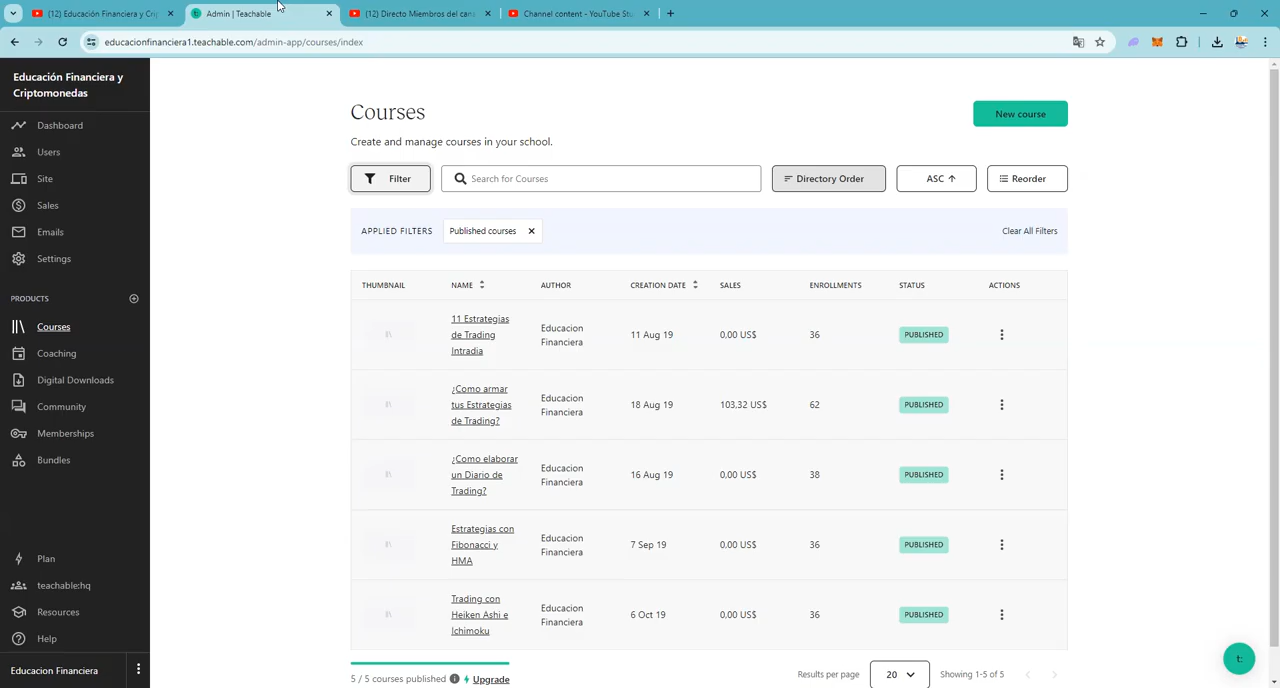 (12) Educación Financiera y Crip
Admin | Teachable
(12) Directo Miembros del cana
Channel content - YouTube Stu
educacionfinanciera1.teachable.com/admin-app/courses/index
Educación Financiera y
Criptomonedas
Dashboard
Users
Site
Sales
Emails
Settings
PRODUCTS
Courses
Coaching
Digital Downloads
Community
Memberships
Bundles
Plan
teachable:hq
Resources
Help
Educacion Financiera
Courses
New course
Create and manage courses in your school.
Filter
Search for Courses
Directory Order
ASC ↑
Reorder
APPLIED FILTERS
Published courses ×
Clear All Filters
THUMBNAIL NAME AUTHOR CREATION DATE SALES ENROLLMENTS STATUS ACTIONS
11 Estrategias
de Trading
Intradia
Educacion
Financiera
11 Aug 19
0,00 US$
36
PUBLISHED
¿Como armar
tus Estrategias
de Trading?
Educacion
Financiera
18 Aug 19
103,32 US$
62
PUBLISHED
¿Como elaborar
un Diario de
Trading?
Educacion
Financiera
16 Aug 19
0,00 US$
38
PUBLISHED
Estrategias con
Fibonacci y
HMA
Educacion
Financiera
7 Sep 19
0,00 US$
36
PUBLISHED
Trading con
Heiken Ashi e
Ichimoku
Educacion
Financiera
6 Oct 19
0,00 US$
36
PUBLISHED
5 / 5 courses published
Upgrade
Results per page
20
Showing 1-5 of 5
t: